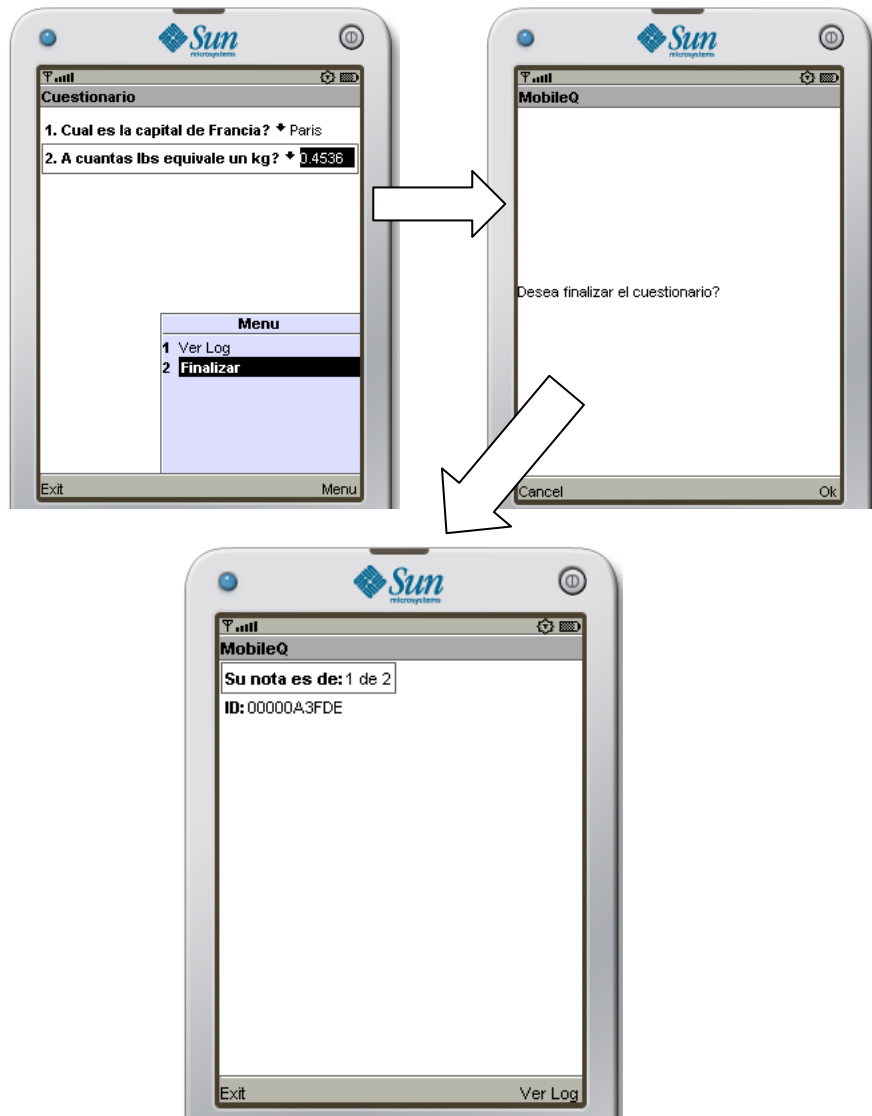 Sun
microsystems
Cuestionario
1. Cual es la capital de Francia? Paris
2. A cuantas lbs equivale un kg? 0.4536
Menu
1 Ver Log
2 Finalizar
Exit Menu
Sun
microsystems
MobileQ
Desea finalizar el cuestionario?
Cancel Ok
Sun
microsystems
MobileQ
Su nota es de: 1 de 2
ID: 00000A3FDE
Exit Ver Log